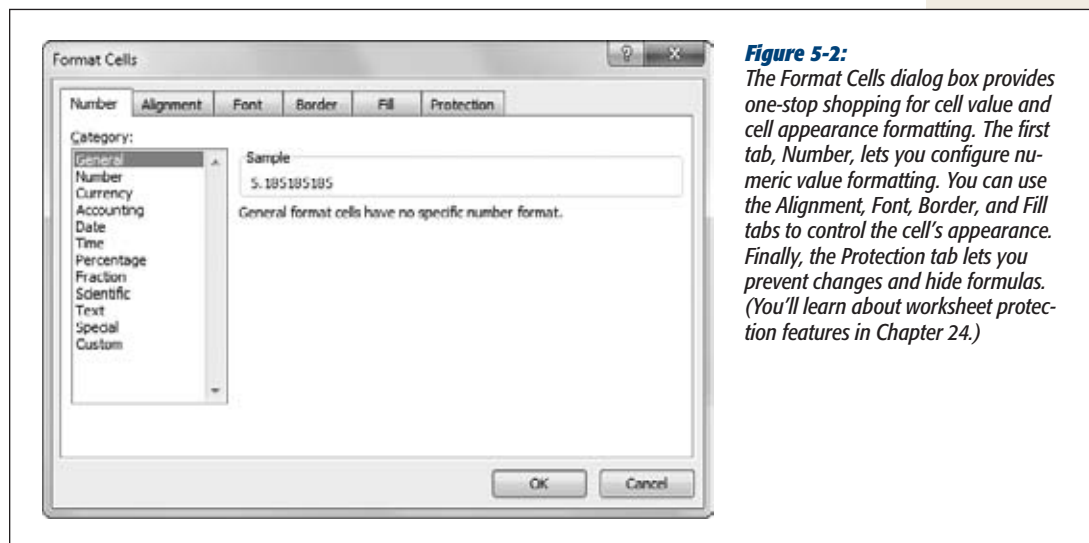 Format Cells
Number Alignment Font Border Fill Protection
Category:
General
Number
Currency
Accounting
Date
Time
Percentage
Fraction
Scientific
Text
Special
Custom
Sample
5.185185185
General format cells have no specific number format.
OK Cancel
Figure 5-2:
The Format Cells dialog box provides
one-stop shopping for cell value and
cell appearance formatting. The first
tab, Number, lets you configure nu-
meric value formatting. You can use
the Alignment, Font, Border, and Fill
tabs to control the cell's appearance.
Finally, the Protection tab lets you
prevent changes and hide formulas.
(You'll learn about worksheet protec-
tion features in Chapter 24.)